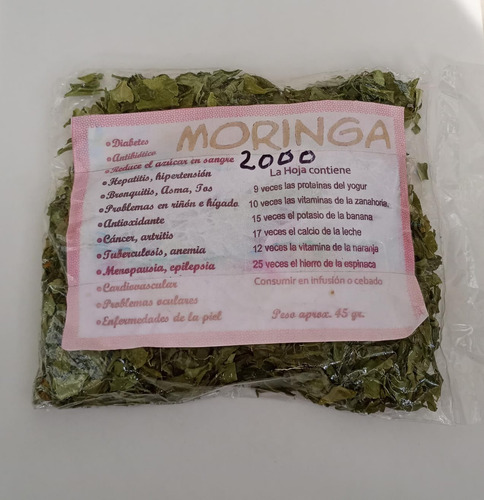 MORINGA
2000
•Diabetes
•Antibiótico
•Reduce el azúcar en sangre
•Hepatitis, hipertensión
•Bronquitis, Asma, Tos
•Problemas en riñón e hígado
•Antioxidante
•Cáncer, artritis
•Tuberculosis, anemia
•Menopausia, epilepsia
•Cardiovascular
•Problemas oculares
•Enfermedades de la piel
La Hoja contiene
9 veces las proteínas del yogur
10 veces las vitaminas de la zanahoria
15 veces el potasio de la banana
17 veces el calcio de la leche
12 veces la vitamina de la naranja
25 veces el hierro de la espinaca
Consumir en infusión o cebado
Peso aprox. 45 gr.